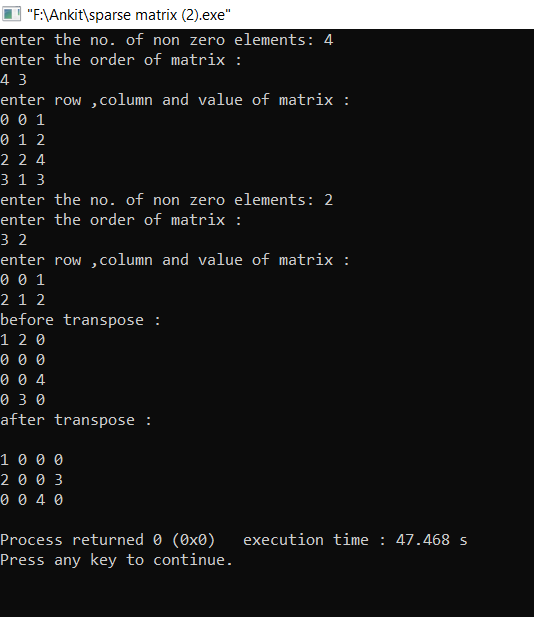 "F:\Ankit\sparse matrix (2).exe"
enter the no. of non zero elements: 4
enter the order of matrix :
4 3
enter row ,column and value of matrix :
0 0 1
0 1 2
2 2 4
3 1 3
enter the no. of non zero elements: 2
enter the order of matrix :
3 2
enter row ,column and value of matrix :
0 0 1
2 1 2
before transpose :
1 2 0
0 0 0
0 0 4
0 3 0
after transpose :
1 0 0 0
2 0 0 3
0 0 4 0
Process returned 0 (0x0)   execution time : 47.468 s
Press any key to continue.